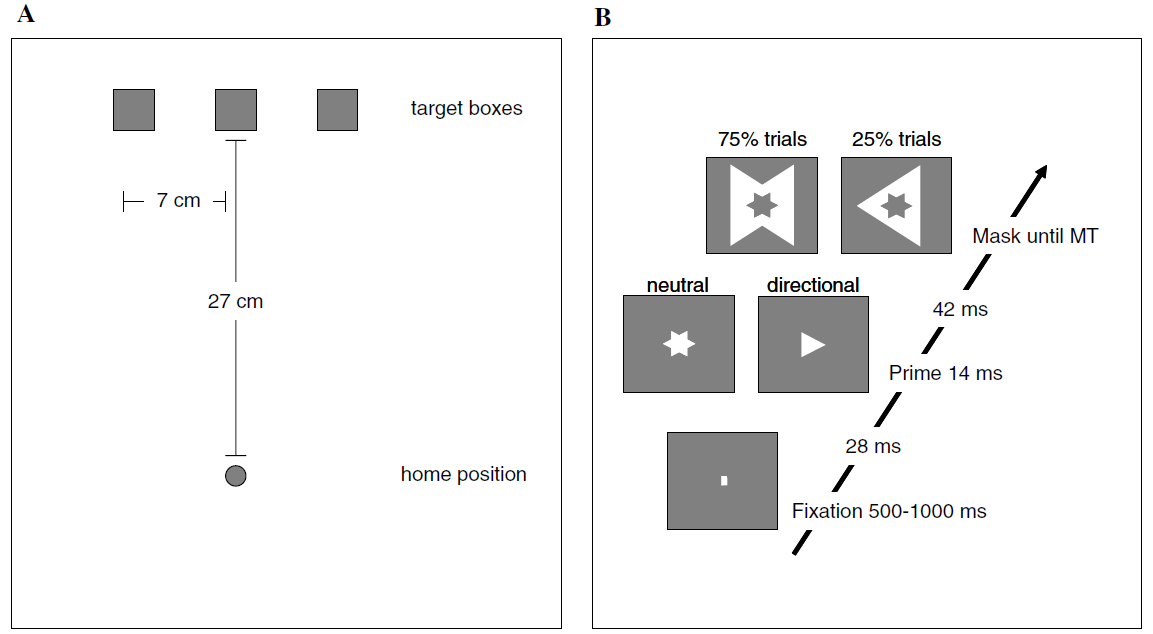 A
target boxes
7 cm
27 cm
home position
B
75% trials
25% trials
Mask until MT
neutral
directional
42 ms
Prime 14 ms
28 ms
Fixation 500-1000 ms